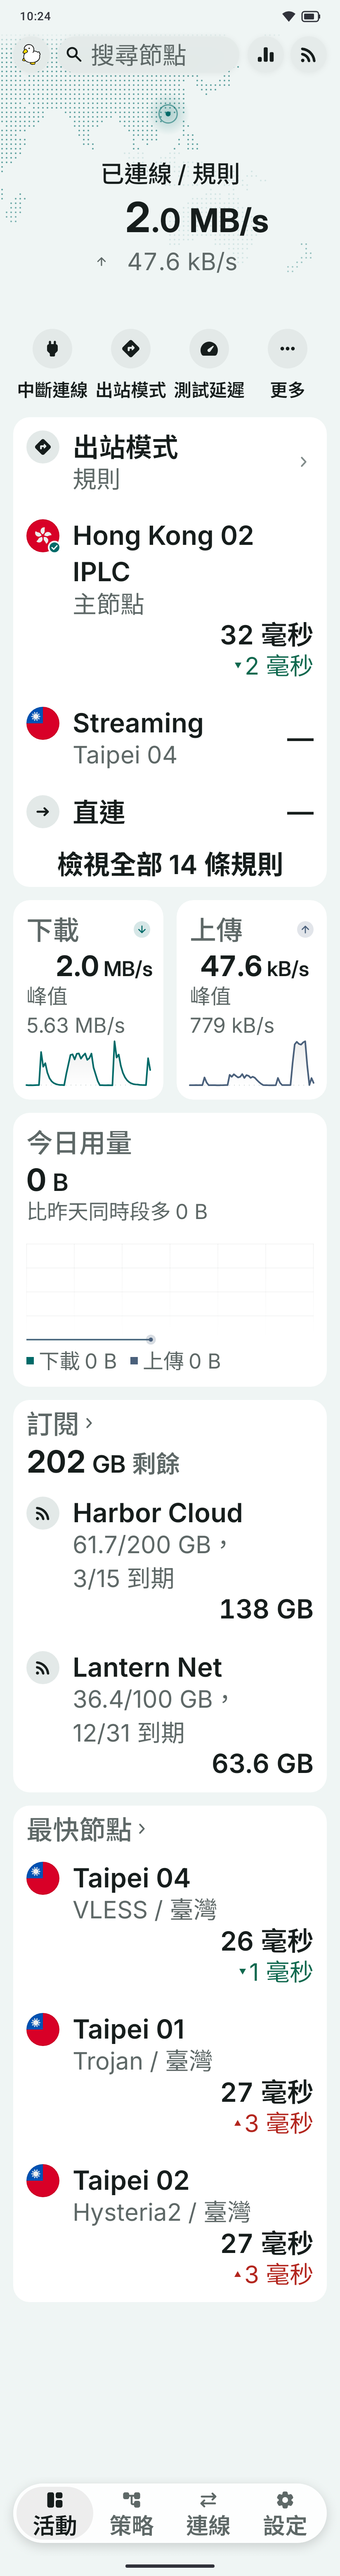 10:24
搜尋節點
已連線 / 規則
2.0 MB/s
↑ 47.6 kB/s
中斷連線 出站模式 測試延遲 更多
出站模式
規則
Hong Kong 02
IPLC
主節點
32 毫秒
▼2 毫秒
Streaming
Taipei 04
—
直連
—
檢視全部 14 條規則
下載
2.0 MB/s
峰值
5.63 MB/s
上傳
47.6 kB/s
峰值
779 kB/s
今日用量
0 B
比昨天同時段多 0 B
下載 0 B 上傳 0 B
訂閱
202 GB 剩餘
Harbor Cloud
61.7/200 GB，
3/15 到期
138 GB
Lantern Net
36.4/100 GB，
12/31 到期
63.6 GB
最快節點
Taipei 04
VLESS / 臺灣
26 毫秒
▼1 毫秒
Taipei 01
Trojan / 臺灣
27 毫秒
▲3 毫秒
Taipei 02
Hysteria2 / 臺灣
27 毫秒
▲3 毫秒
活動 策略 連線 設定